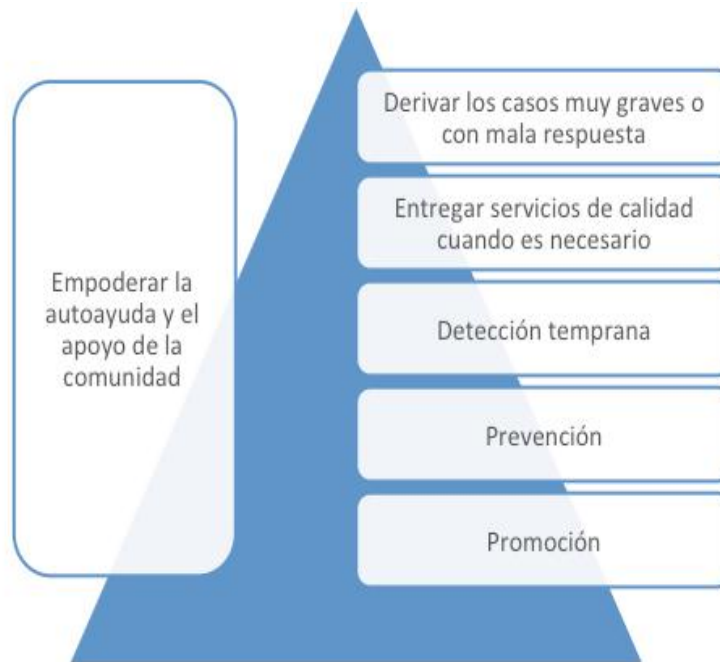 Empoderar la
autoayuda y el
apoyo de la
comunidad
Derivar los casos muy graves o
con mala respuesta
Entregar servicios de calidad
cuando es necesario
Detección temprana
Prevención
Promoción